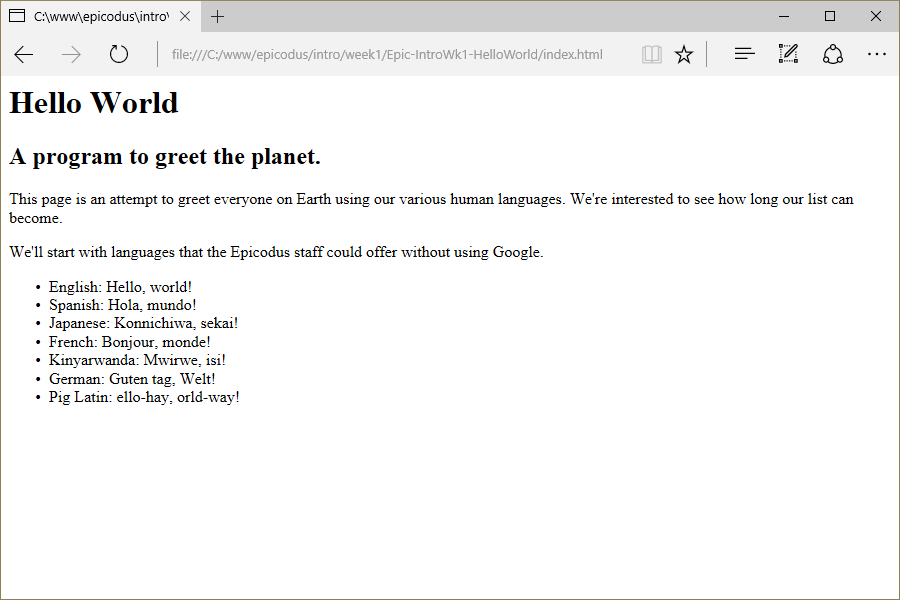 C:\www\epicodus\intro\
file:///C:/www/epicodus/intro/week1/Epic-IntroWk1-HelloWorld/index.html
Hello World
A program to greet the planet.
This page is an attempt to greet everyone on Earth using our various human languages. We're interested to see how long our list can
become.
We'll start with languages that the Epicodus staff could offer without using Google.
• English: Hello, world!
• Spanish: Hola, mundo!
• Japanese: Konnichiwa, sekai!
• French: Bonjour, monde!
• Kinyarwanda: Mwirwe, isi!
• German: Guten tag, Welt!
• Pig Latin: ello-hay, orld-way!